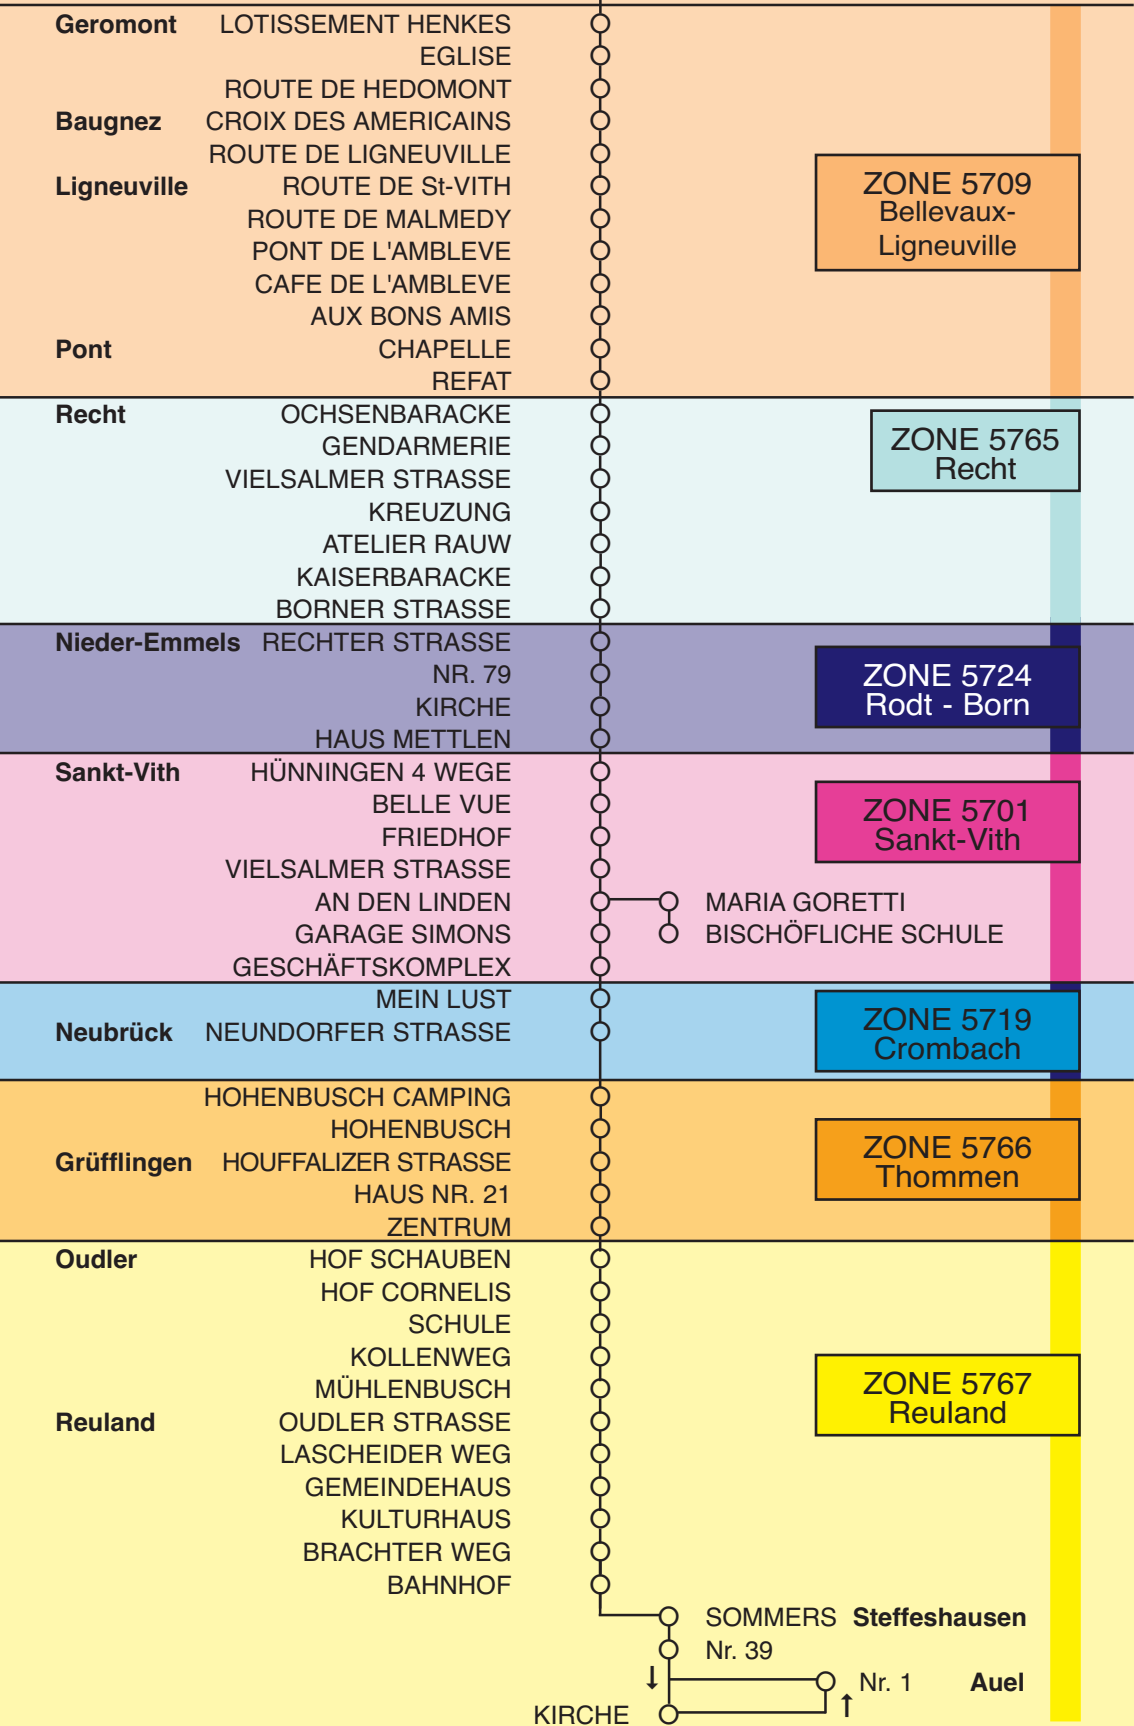 Geromont LOTISSEMENT HENKES
EGLISE
ROUTE DE HEDOMONT
Baugnez CROIX DES AMERICAINS
ROUTE DE LIGNEUVILLE
Ligneuville ROUTE DE St-VITH
ROUTE DE MALMEDY
PONT DE L'AMBLEVE
CAFE DE L'AMBLEVE
AUX BONS AMIS
Pont CHAPELLE
REFAT
ZONE 5709
Bellevaux-
Ligneuville
Recht OCHSENBARACKE
GENDARMERIE
VIELSALMER STRASSE
KREUZUNG
ATELIER RAUW
KAISERBARACKE
BORNER STRASSE
ZONE 5765
Recht
Nieder-Emmels RECHTER STRASSE
NR. 79
KIRCHE
HAUS METTLEN
ZONE 5724
Rodt - Born
Sankt-Vith HÜNNINGEN 4 WEGE
BELLE VUE
FRIEDHOF
VIELSALMER STRASSE
AN DEN LINDEN MARIA GORETTI
GARAGE SIMONS BISCHÖFLICHE SCHULE
GESCHÄFTSKOMPLEX
ZONE 5701
Sankt-Vith
MEIN LUST
Neubrück NEUNDORFER STRASSE
ZONE 5719
Crombach
HOHENBUSCH CAMPING
HOHENBUSCH
Grüfflingen HOUFFALIZER STRASSE
HAUS NR. 21
ZENTRUM
ZONE 5766
Thommen
Oudler HOF SCHAUBEN
HOF CORNELIS
SCHULE
KOLLENWEG
MÜHLENBUSCH
Reuland OUDLER STRASSE
LASCHEIDER WEG
GEMEINDEHAUS
KULTURHAUS
BRACHTER WEG
BAHNHOF
ZONE 5767
Reuland
SOMMERS Steffeshausen
Nr. 39
Nr. 1 Auel
KIRCHE